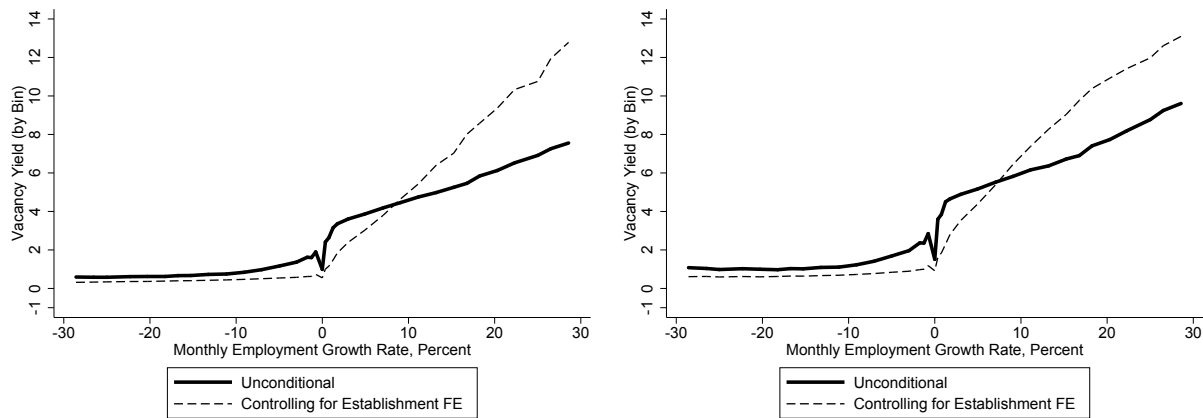 14
12
10
8
6
4
2
0
-1
Vacancy Yield (by Bin)
-30 -20 -10 0 10 20 30
Monthly Employment Growth Rate, Percent
Unconditional
Controlling for Establishment FE
14
12
10
8
6
4
2
0
-1
Vacancy Yield (by Bin)
-30 -20 -10 0 10 20 30
Monthly Employment Growth Rate, Percent
Unconditional
Controlling for Establishment FE